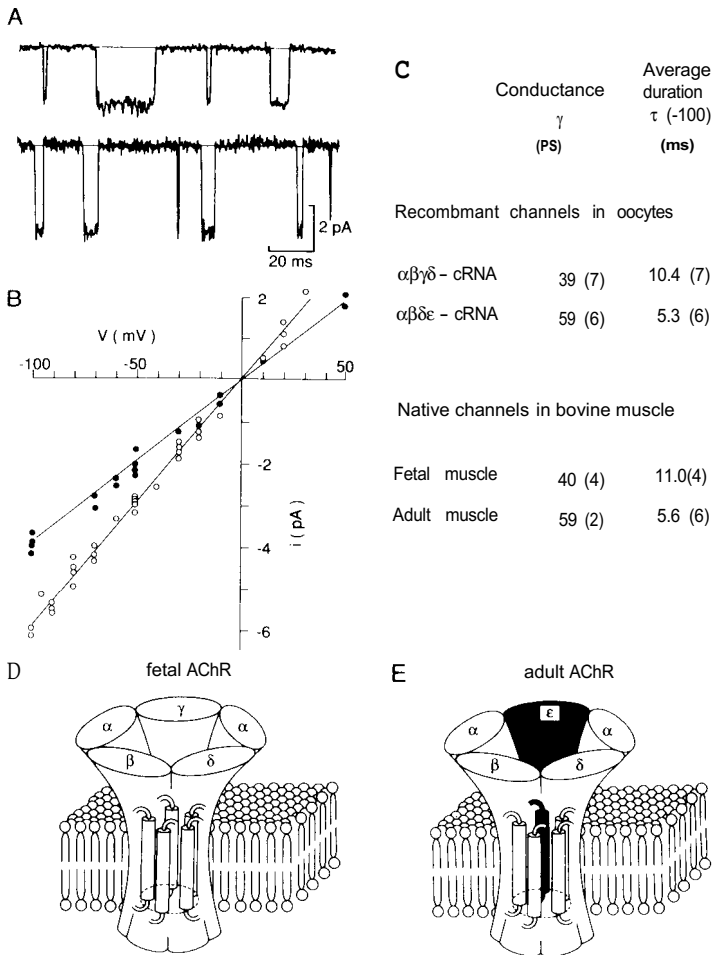 A
2 pA
20 ms
B
V ( mV )
-100
-50
50
2
-2
-4
-6
i ( pA )
C
Conductance
γ
(PS)
Average
duration
τ (-100)
(ms)
Recombmant channels in oocytes
αβγδ – cRNA 39 (7) 10.4 (7)
αβδε – cRNA 59 (6) 5.3 (6)
Native channels in bovine muscle
Fetal muscle 40 (4) 11.0(4)
Adult muscle 59 (2) 5.6 (6)
D fetal AChR
γ
α α
β δ
E adult AChR
ε
α α
β δ